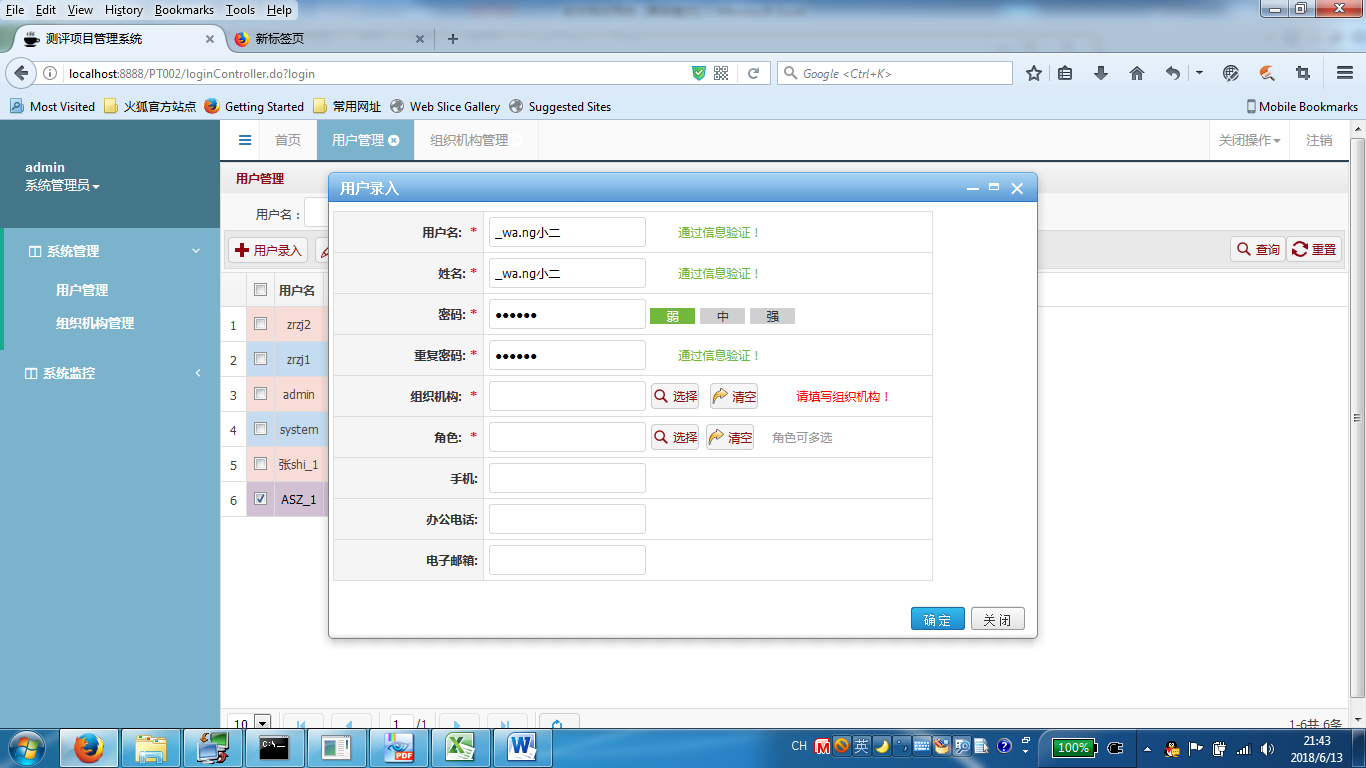 File Edit View History Bookmarks Tools Help
测评项目管理系统 新标签页
localhost:8888/PT002/loginController.do?login
Google <Ctrl+K>
Most Visited 火狐官方站点 Getting Started 常用网址 Web Slice Gallery Suggested Sites Mobile Bookmarks
admin
系统管理员
系统管理
用户管理
组织机构管理
系统监控
首页 用户管理 组织机构管理 关闭操作 注销
用户管理
用户名：
用户录入
查询 重置
用户名
1 zrzj2
2 zrzj1
3 admin
4 system
5 张shi_1
6 ASZ_1
用户录入
用户名: * _wa.ng小二 通过信息验证！
姓名: * _wa.ng小二 通过信息验证！
密码: * •••••• 弱 中 强
重复密码: * •••••• 通过信息验证！
组织机构: * 选择 清空 请填写组织机构！
角色: * 选择 清空 角色可多选
手机:
办公电话:
电子邮箱:
确定 关闭
10 1 /1 1-6共 6条
CH 英 100% 21:43
2018/6/13